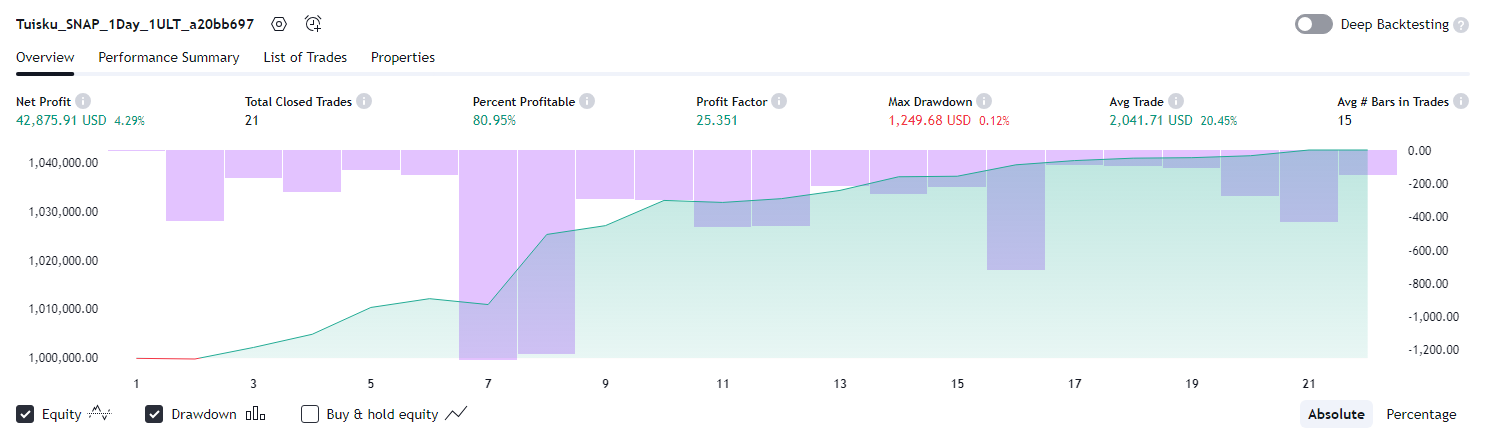 Tuisku_SNAP_1Day_1ULT_a20bb697
Deep Backtesting
Overview Performance Summary List of Trades Properties
Net Profit Total Closed Trades Percent Profitable Profit Factor Max Drawdown Avg Trade Avg # Bars in Trades
42,875.91 USD 4.29% 21 80.95% 25.351 1,249.68 USD 0.12% 2,041.71 USD 20.45% 15
1,040,000.00
1,030,000.00
1,020,000.00
1,010,000.00
1,000,000.00
0.00
-200.00
-400.00
-600.00
-800.00
-1,000.00
-1,200.00
1 3 5 7 9 11 13 15 17 19 21
Equity Drawdown Buy & hold equity Absolute Percentage